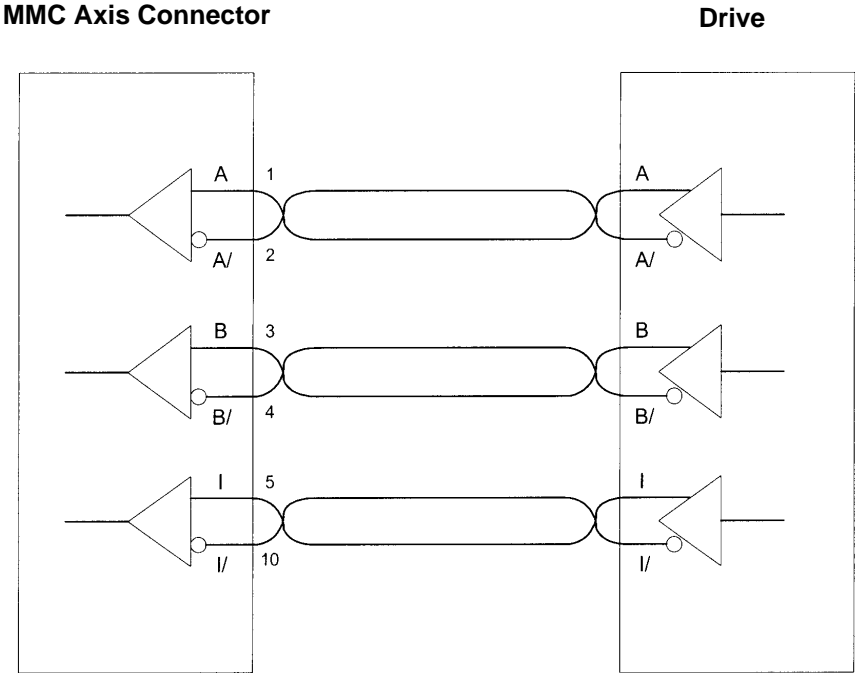 MMC Axis Connector
Drive
A 1 A
A/ 2 A/
B 3 B
B/ 4 B/
I 5 I
I/ 10 I/